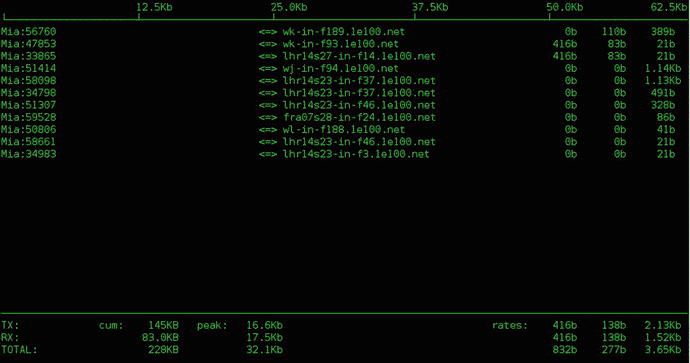 12.5Kb 25.0Kb 37.5Kb 50.0Kb 62.5Kb
Mia:56760 <=> wk-in-f189.1e100.net 0b 110b 389b
Mia:47853 <=> wk-in-f93.1e100.net 416b 83b 21b
Mia:33865 <=> lhr14s27-in-f14.1e100.net 416b 83b 21b
Mia:51414 <=> wj-in-f94.1e100.net 0b 0b 1.14Kb
Mia:58098 <=> lhr14s23-in-f37.1e100.net 0b 0b 1.13Kb
Mia:34798 <=> lhr14s23-in-f37.1e100.net 0b 0b 491b
Mia:51307 <=> lhr14s23-in-f46.1e100.net 0b 0b 328b
Mia:59528 <=> fra07s28-in-f24.1e100.net 0b 0b 86b
Mia:50806 <=> wl-in-f188.1e100.net 0b 0b 41b
Mia:58661 <=> lhr14s23-in-f46.1e100.net 0b 0b 21b
Mia:34983 <=> lhr14s23-in-f3.1e100.net 0b 0b 21b
TX: cum: 145KB peak: 16.6Kb rates: 416b 138b 2.13Kb
RX: 83.0KB 17.5Kb 416b 138b 1.52Kb
TOTAL: 228KB 32.1Kb 832b 277b 3.65Kb